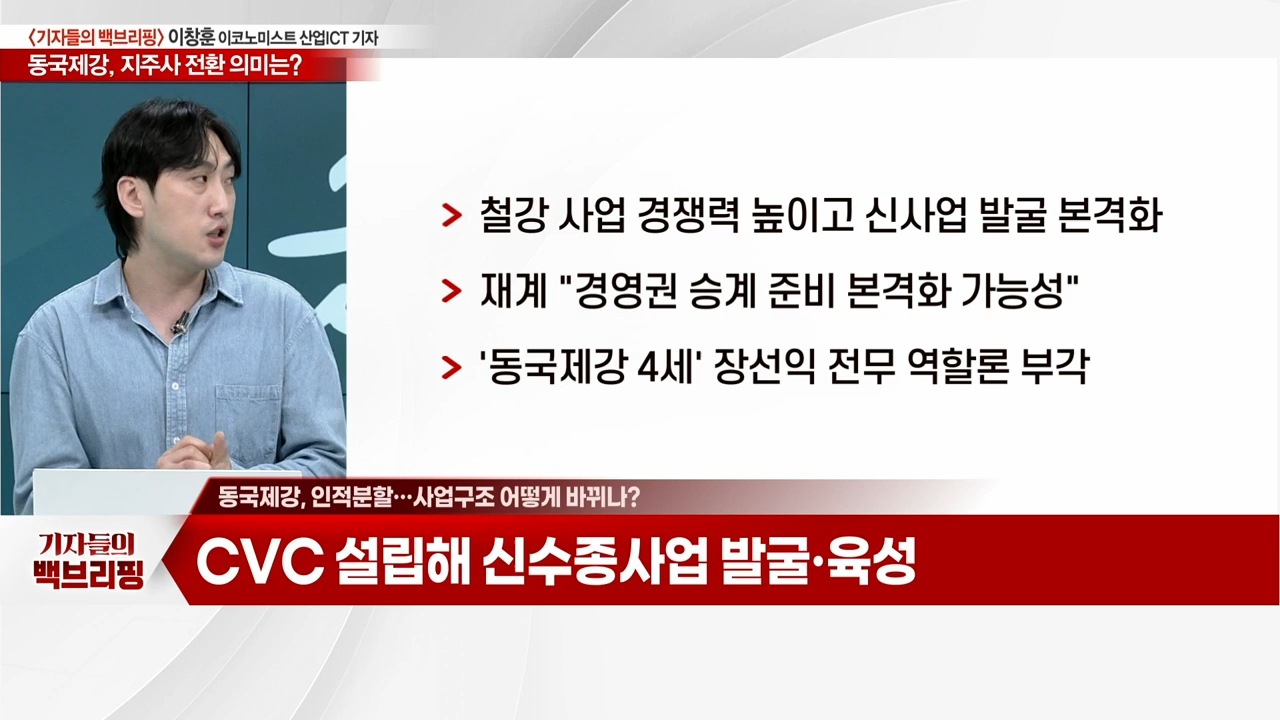 〈기자들의 백브리핑〉 이창훈 이코노미스트 산업ICT 기자
동국제강, 지주사 전환 의미는?
> 철강 사업 경쟁력 높이고 신사업 발굴 본격화
> 재계 "경영권 승계 준비 본격화 가능성"
> '동국제강 4세' 장선익 전무 역할론 부각
동국제강, 인적분할…사업구조 어떻게 바뀌나?
기자들의
백브리핑
CVC 설립해 신수종사업 발굴·육성